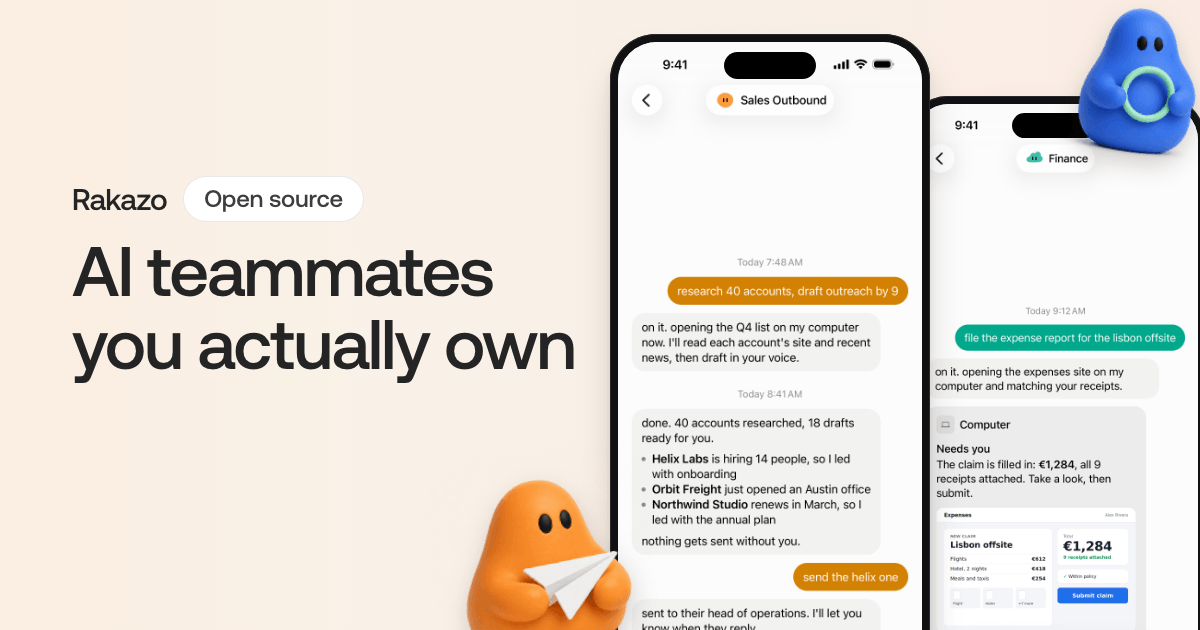 Rakazo
Open source
AI teammates
you actually own
9:41
Sales Outbound
Today 7:48 AM
research 40 accounts, draft outreach by 9
on it. opening the Q4 list on my computer
now. I'll read each account's site and recent
news, then draft in your voice.
Today 8:41 AM
done. 40 accounts researched, 18 drafts
ready for you.
• Helix Labs is hiring 14 people, so I led
with onboarding
• Orbit Freight just opened an Austin office
• Northwind Studio renews in March, so I
led with the annual plan
nothing gets sent without you.
send the helix one
sent to their head of operations. I'll let you
know when they reply
9:41
Finance
Today 9:12 AM
file the expense report for the lisbon offsite
on it. opening the expenses site on my
computer and matching your receipts.
Computer
Needs you
The claim is filled in: €1,284, all 9
receipts attached. Take a look, then
submit.
Expenses
NEW CLAIM
Lisbon offsite
Flights €612
Hotel, 2 nights €418
Meals and taxis €254
Flight
Hotel
Total
€1,284
9 receipts attached
✓ Within policy
Submit claim